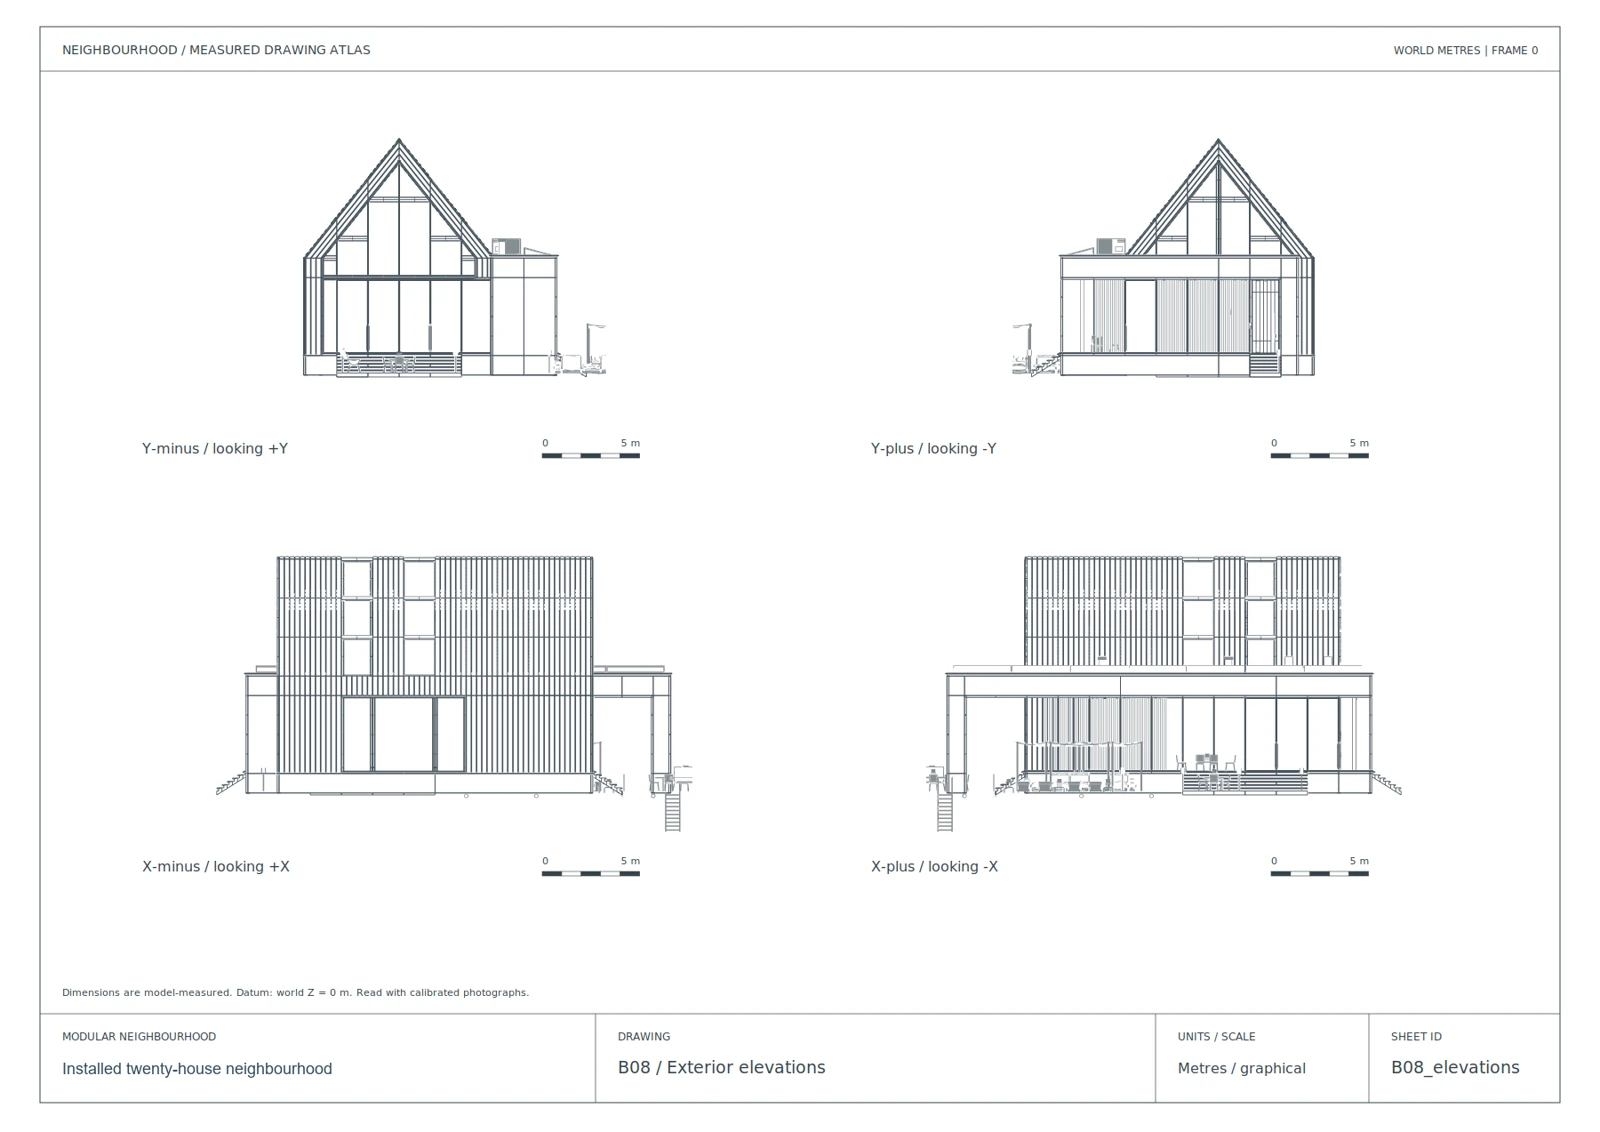 NEIGHBOURHOOD / MEASURED DRAWING ATLAS
WORLD METRES | FRAME 0
Y-minus / looking +Y
0 5 m
Y-plus / looking -Y
0 5 m
X-minus / looking +X
0 5 m
X-plus / looking -X
0 5 m
Dimensions are model-measured. Datum: world Z = 0 m. Read with calibrated photographs.
MODULAR NEIGHBOURHOOD
Installed twenty-house neighbourhood
DRAWING
B08 / Exterior elevations
UNITS / SCALE
Metres / graphical
SHEET ID
B08_elevations